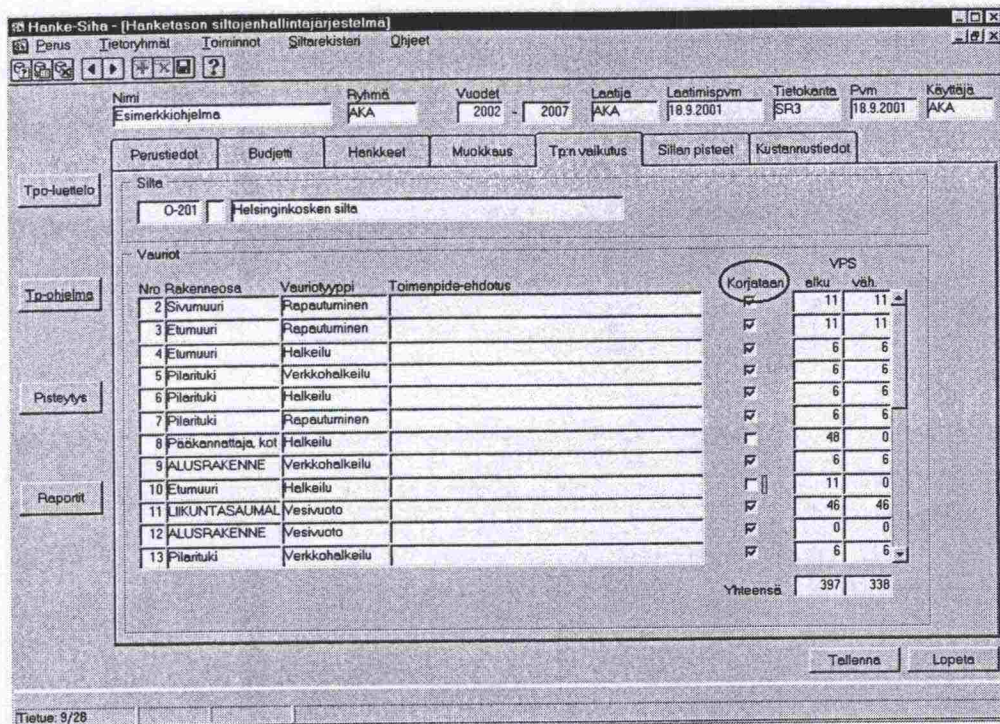 Hanke-Siha - [Hanketason siltojenhallintajärjestelmä]
Perus Tietoryhmät Toiminnot Siltarekisteri Ohjeet
Nimi Ryhmä Vuodet Laatija Laatimispvm Tietokanta Pvm Käyttäjä
Esimerkkiohjelma AKA 2002 - 2007 AKA 18.9.2001 SR3 18.9.2001 AKA
Perustiedot Budjetti Hankkeet Muokkaus Tp:n vaikutus Sillan pisteet Kustannustiedot
Tpo-luettelo
Silta
O-201 Helsinginkosken silta
Vauriot
VPS
Nro Rakenneosa Vauriotyyppi Toimenpide-ehdotus Korjataan alku väh.
Tp-ohjelma
2 Sivumuuri Rapautuminen 11 11
3 Etumuuri Rapautuminen 11 11
4 Etumuuri Halkeilu 6 6
5 Pilarituki Verkkohalkeilu 6 6
Pisteytys
6 Pilarituki Halkeilu 6 6
7 Pilarituki Rapautuminen 6 6
8 Pääkannattaja, kot Halkeilu 48 0
9 ALUSRAKENNE Verkkohalkeilu 6 6
Raportit
10 Etumuuri Halkeilu 11 0
11 LIIKUNTASAUMAL Vesivuoto 46 46
12 ALUSRAKENNE Vesivuoto 0 0
13 Pilarituki Verkkohalkeilu 6 6
Yhteensä 397 338
Tallenna Lopeta
Tietue: 9/28